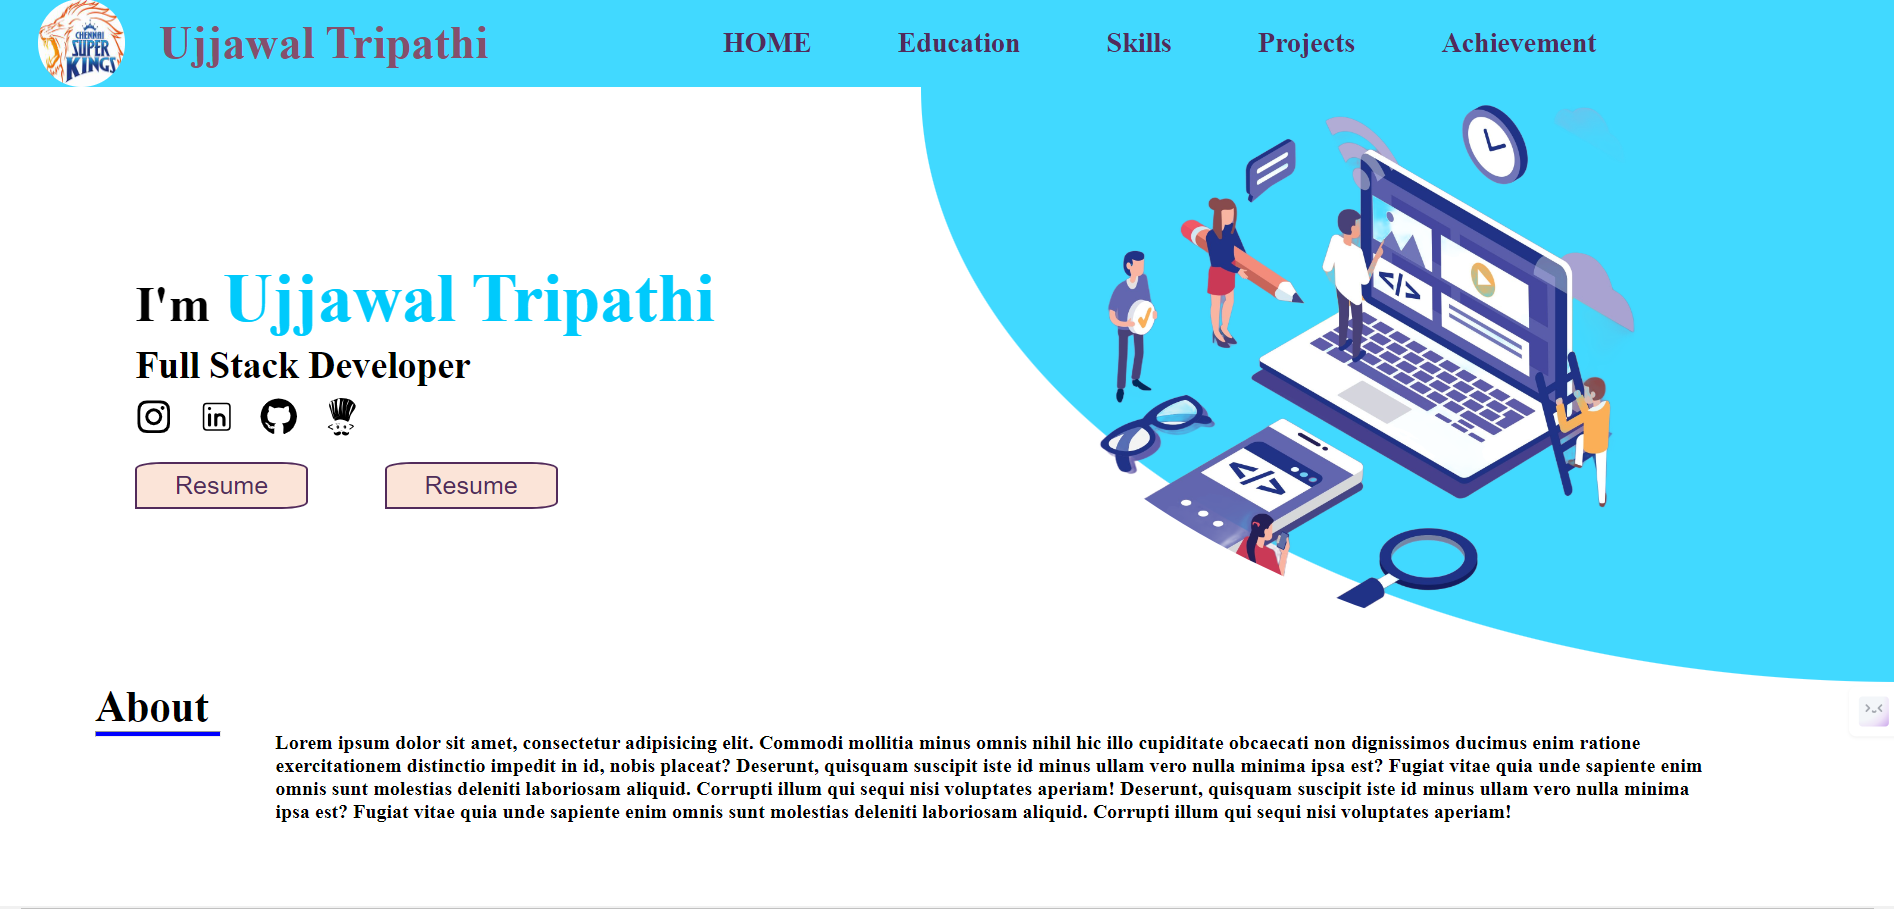 CHENNAI
SUPER
KINGS
Ujjawal Tripathi
HOME Education Skills Projects Achievement
I'm Ujjawal Tripathi
Full Stack Developer
in
Resume Resume
</>
</>
About
Lorem ipsum dolor sit amet, consectetur adipisicing elit. Commodi mollitia minus omnis nihil hic illo cupiditate obcaecati non dignissimos ducimus enim ratione
exercitationem distinctio impedit in id, nobis placeat? Deserunt, quisquam suscipit iste id minus ullam vero nulla minima ipsa est? Fugiat vitae quia unde sapiente enim
omnis sunt molestias deleniti laboriosam aliquid. Corrupti illum qui sequi nisi voluptates aperiam! Deserunt, quisquam suscipit iste id minus ullam vero nulla minima
ipsa est? Fugiat vitae quia unde sapiente enim omnis sunt molestias deleniti laboriosam aliquid. Corrupti illum qui sequi nisi voluptates aperiam!